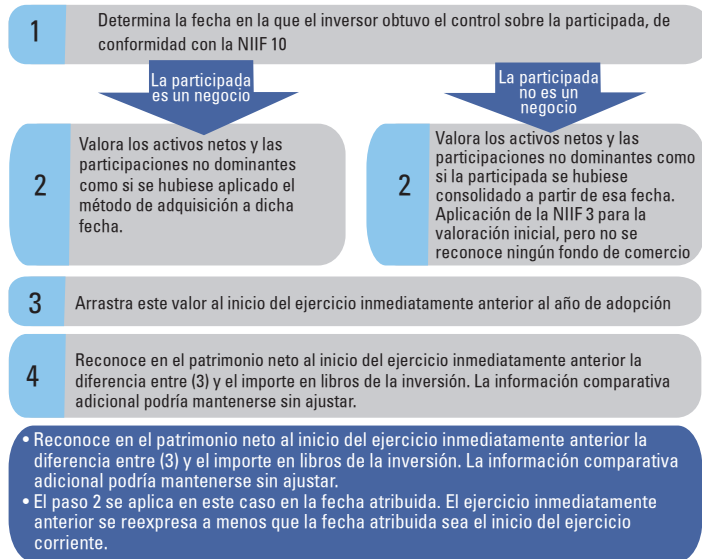 1
Determina la fecha en la que el inversor obtuvo el control sobre la participada, de
conformidad con la NIIF 10
La participada
es un negocio
La participada
no es un
negocio
2
Valora los activos netos y las
participaciones no dominantes
como si se hubiese aplicado el
método de adquisición a dicha
fecha.
2
Valora los activos netos y las
participaciones no dominantes como
si la participada se hubiese
consolidado a partir de esa fecha.
Aplicación de la NIIF 3 para la
valoración inicial, pero no se
reconoce ningún fondo de comercio
3
Arrastra este valor al inicio del ejercicio inmediatamente anterior al año de adopción
4
Reconoce en el patrimonio neto al inicio del ejercicio inmediatamente anterior la
diferencia entre (3) y el importe en libros de la inversión. La información comparativa
adicional podría mantenerse sin ajustar.
• Reconoce en el patrimonio neto al inicio del ejercicio inmediatamente anterior la
diferencia entre (3) y el importe en libros de la inversión. La información comparativa
adicional podría mantenerse sin ajustar.
• El paso 2 se aplica en este caso en la fecha atribuida. El ejercicio inmediatamente
anterior se reexpresa a menos que la fecha atribuida sea el inicio del ejercicio
corriente.